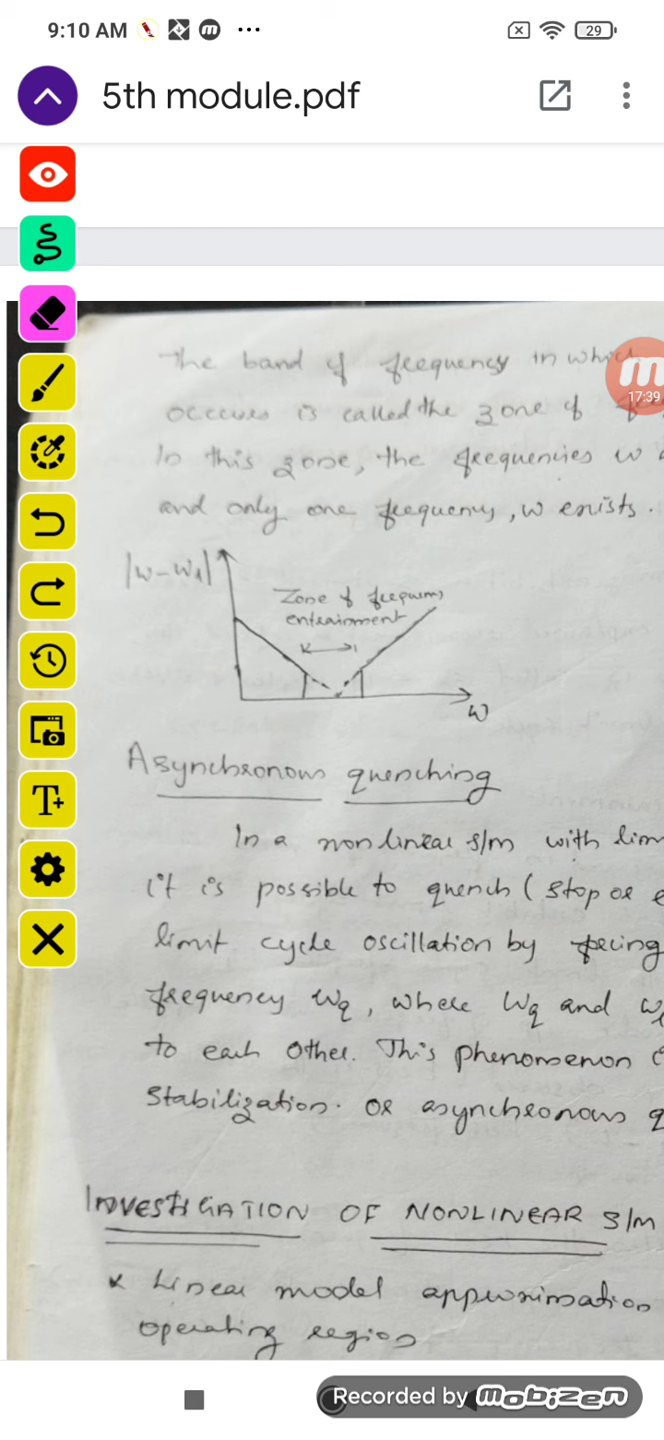 9:10 AM
29
5th module.pdf
17:39
The band of frequency in which
occurs is called the zone of
In this zone, the frequencies w
and only one frequency, w exists.
|w-w
Zone of frequency
entrainment
w
Asynchronous quenching
In a nonlinear s/m with lim
it is possible to quench (stop or e
limit cycle oscillation by forcing
frequency wq, where wq and w
to each other. This phenomenon
stabilization. or asynchronous q
INVESTIGATION OF NONLINEAR S/M
x Linear model approximation
operating region
T+
Recorded by mobizen